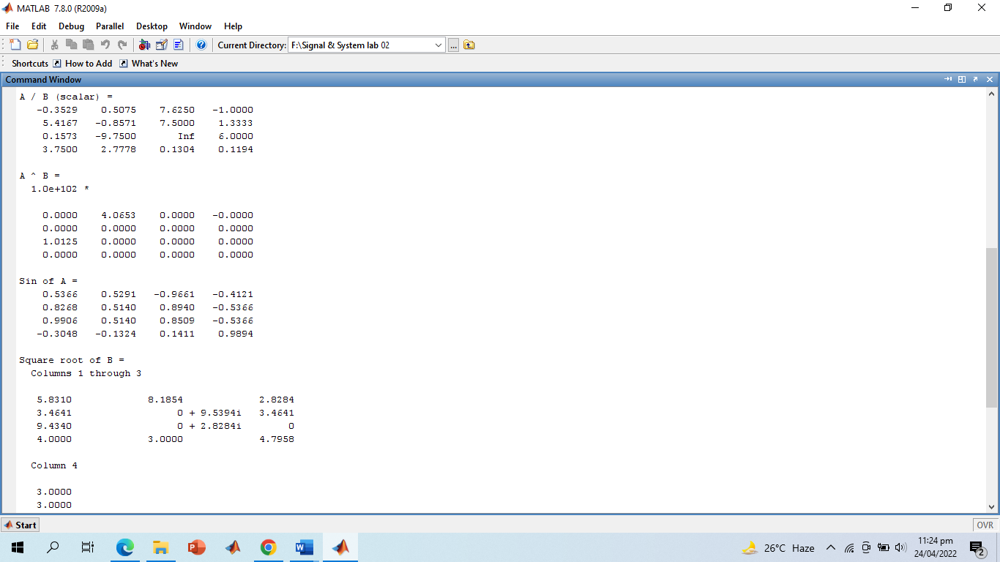 MATLAB 7.8.0 (R2009a)
File Edit Debug Parallel Desktop Window Help
Current Directory: F:\Signal & System lab 02 ...
Shortcuts How to Add What's New
Command Window
A / B (scalar) =
-0.3529 0.5075 7.6250 -1.0000
5.4167 -0.8571 7.5000 1.3333
0.1573 -9.7500 Inf 6.0000
3.7500 2.7778 0.1304 0.1194
A ^ B =
1.0e+102 *
0.0000 4.0653 0.0000 -0.0000
0.0000 0.0000 0.0000 0.0000
1.0125 0.0000 0.0000 0.0000
0.0000 0.0000 0.0000 0.0000
Sin of A =
0.5366 0.5291 -0.9661 -0.4121
0.8268 0.5140 0.8940 -0.5366
0.9906 0.5140 0.8509 -0.5366
-0.3048 -0.1324 0.1411 0.9894
Square root of B =
Columns 1 through 3
5.8310 8.1854 2.8284
3.4641 0 + 9.5394i 3.4641
9.4340 0 + 2.8284i 0
4.0000 3.0000 4.7958
Column 4
3.0000
3.0000
Start OVR
26°C Haze 11:24 pm
24/04/2022 2